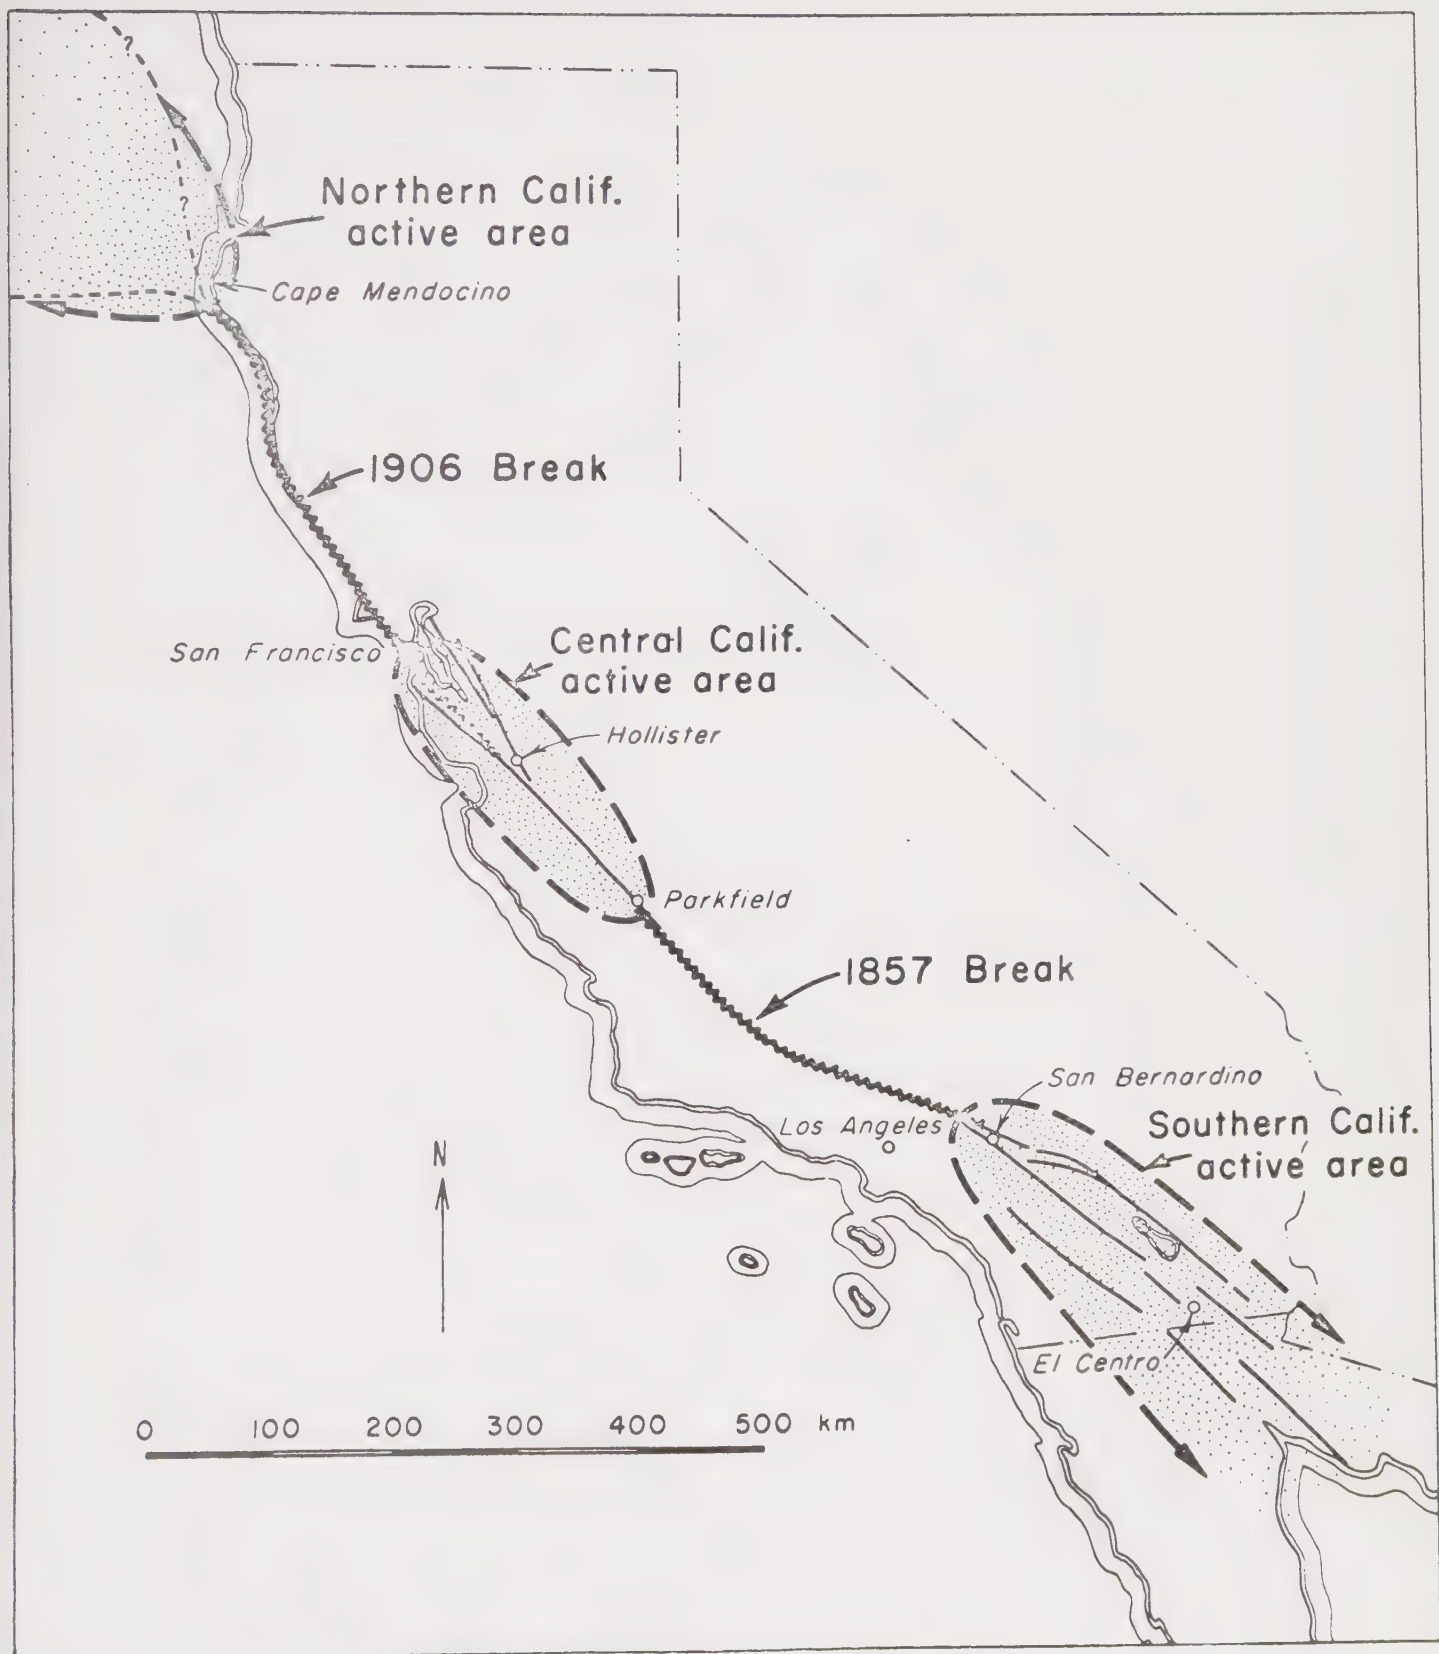 ?
?
Northern Calif.
active area
Cape Mendocino
1906 Break
San Francisco
Central Calif.
active area
Hollister
Parkfield
1857 Break
San Bernardino
Los Angeles
Southern Calif.
active area
N
El Centro
0 100 200 300 400 500 km